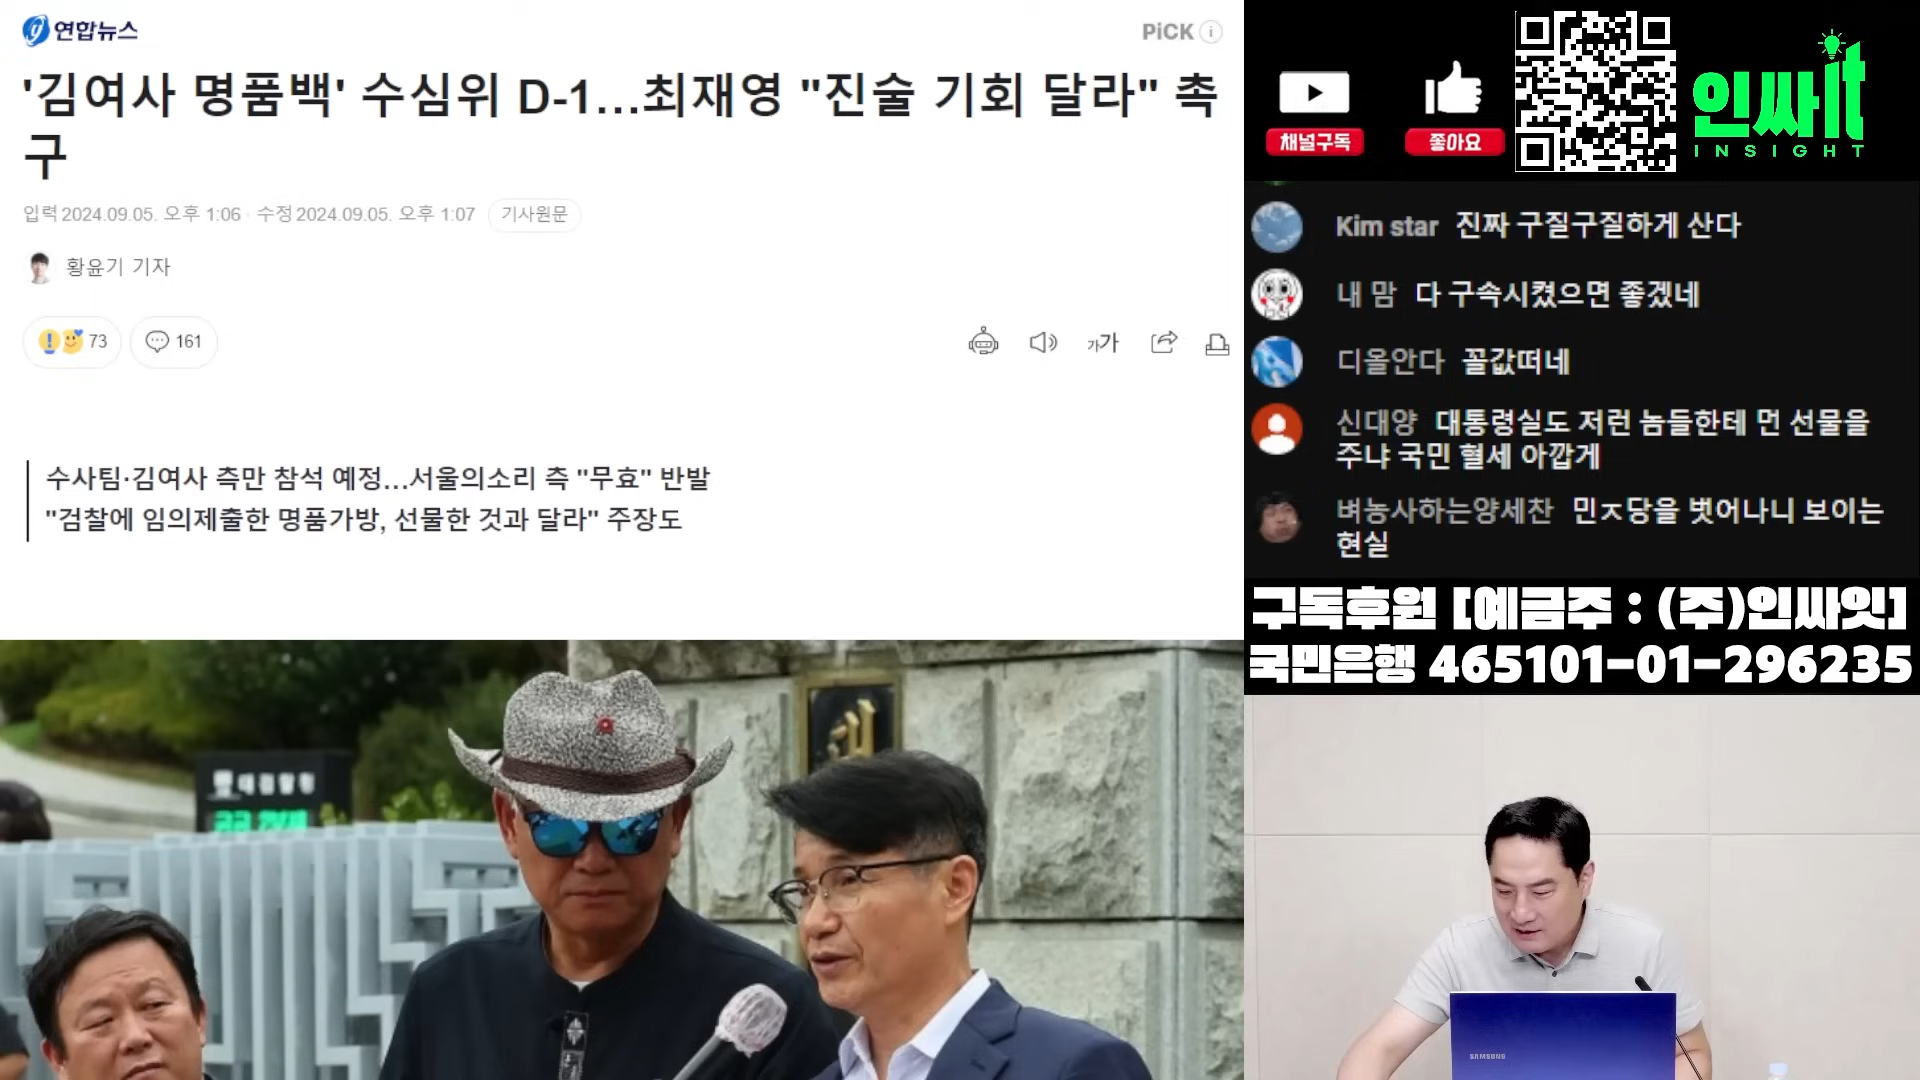 연합뉴스
PiCK
'김여사 명품백' 수심위 D-1…최재영 "진술 기회 달라" 촉
구
입력 2024.09.05. 오후 1:06 · 수정 2024.09.05. 오후 1:07 기사원문
황윤기 기자
73 161
가가
수사팀·김여사 측만 참석 예정…서울의소리 측 "무효" 반발
"검찰에 임의제출한 명품가방, 선물한 것과 달라" 주장도
대검찰청
채널구독
좋아요
인싸it
INSIGHT
Kim star 진짜 구질구질하게 산다
내 맘 다 구속시켰으면 좋겠네
디올안다 꼴값떠네
신대양 대통령실도 저런 놈들한테 먼 선물을
주냐 국민 혈세 아깝게
벼농사하는양세찬 민ㅈ당을 벗어나니 보이는
현실
구독후원 [예금주 : (주)인싸잇]
국민은행 465101-01-296235
SAMSUNG